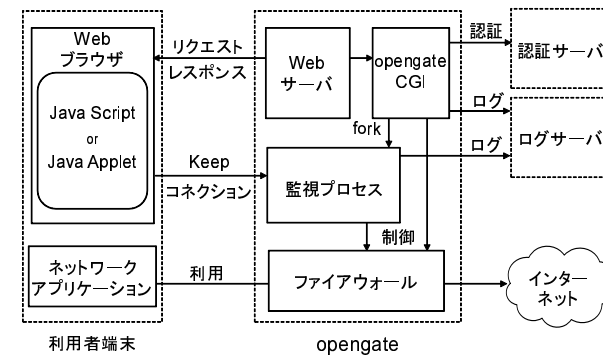 Web
ブラウザ
Java Script
or
Java Applet
リクエスト
レスポンス
Web
サーバ
opengate
CGI
認証
認証サーバ
ログ
fork
ログ
ログサーバ
Keep
コネクション
監視プロセス
制御
ネットワーク
アプリケーション
利用
ファイアウォール
インター
ネット
利用者端末
opengate